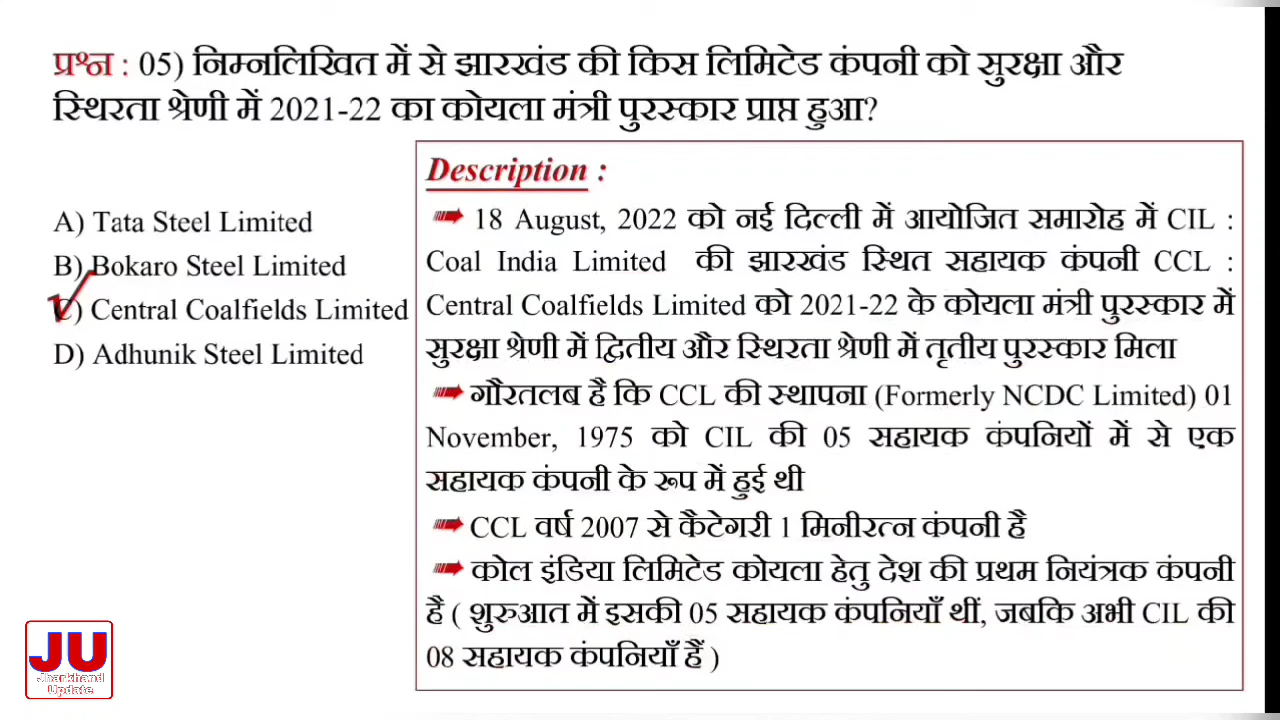 प्रश्न : 05) निम्नलिखित में से झारखंड की किस लिमिटेड कंपनी को सुरक्षा और
स्थिरता श्रेणी में 2021-22 का कोयला मंत्री पुरस्कार प्राप्त हुआ?
A) Tata Steel Limited
B) Bokaro Steel Limited
C) Central Coalfields Limited
D) Adhunik Steel Limited
Description :
18 August, 2022 को नई दिल्ली में आयोजित समारोह में CIL :
Coal India Limited की झारखंड स्थित सहायक कंपनी CCL :
Central Coalfields Limited को 2021-22 के कोयला मंत्री पुरस्कार में
सुरक्षा श्रेणी में द्वितीय और स्थिरता श्रेणी में तृतीय पुरस्कार मिला
गौरतलब है कि CCL की स्थापना (Formerly NCDC Limited) 01
November, 1975 को CIL की 05 सहायक कंपनियों में से एक
सहायक कंपनी के रूप में हुई थी
CCL वर्ष 2007 से कैटेगरी 1 मिनीरत्न कंपनी है
कोल इंडिया लिमिटेड कोयला हेतु देश की प्रथम नियंत्रक कंपनी
है ( शुरुआत में इसकी 05 सहायक कंपनियाँ थीं, जबकि अभी CIL की
08 सहायक कंपनियाँ हैं )
JU
Jharkhand
Update